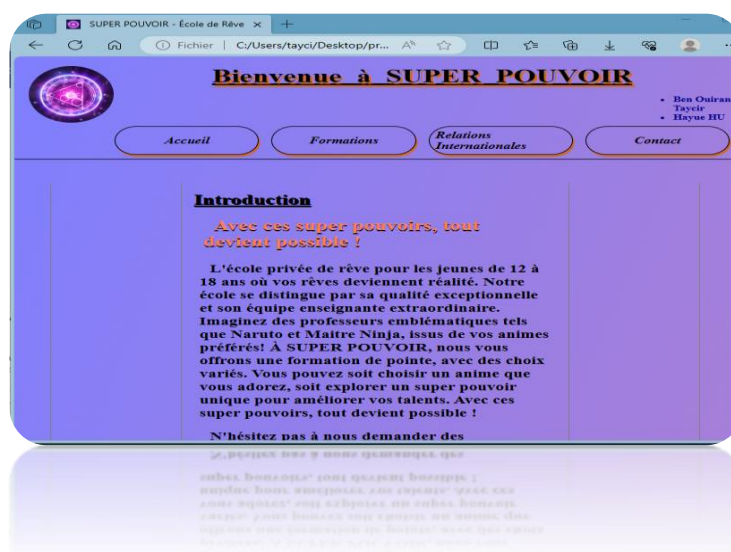 SUPER POUVOIR - École de Rêve
Fichier | C:/Users/tayci/Desktop/pr...
Bienvenue à SUPER POUVOIR
Ben Ouiran
Taycir
Hayue HU
Accueil
Formations
Relations
Internationales
Contact
Introduction
Avec ces super pouvoirs, tout
devient possible !
L'école privée de rêve pour les jeunes de 12 à
18 ans où vos rêves deviennent réalité. Notre
école se distingue par sa qualité exceptionnelle
et son équipe enseignante extraordinaire.
Imaginez des professeurs emblématiques tels
que Naruto et Maitre Ninja, issus de vos animes
préférés! À SUPER POUVOIR, nous vous
offrons une formation de pointe, avec des choix
variés. Vous pouvez soit choisir un anime que
vous adorez, soit explorer un super pouvoir
unique pour améliorer vos talents. Avec ces
super pouvoirs, tout devient possible !
N'hésitez pas à nous demander des